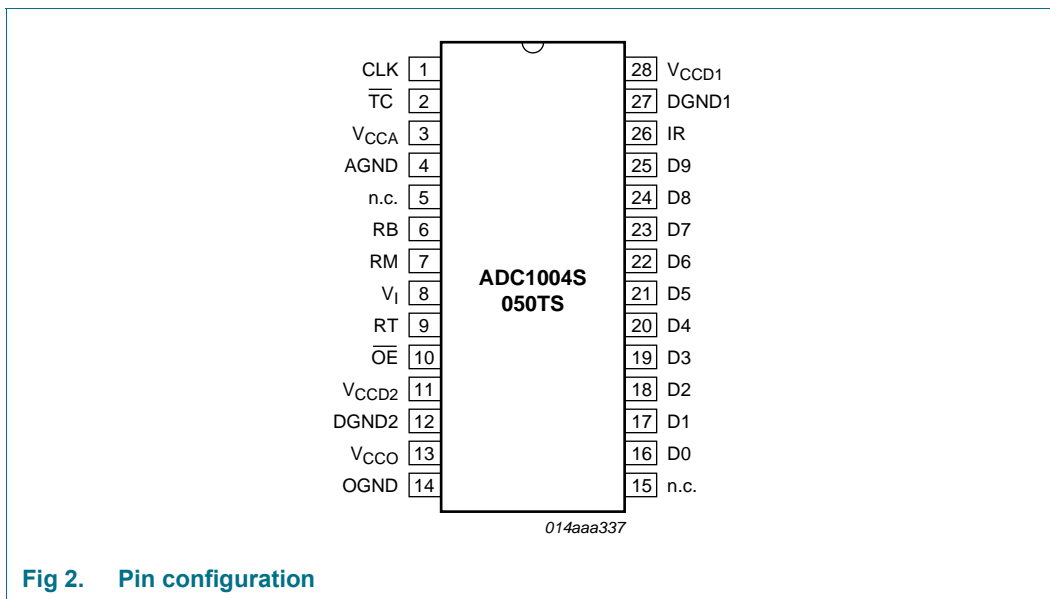 CLK 1
TC 2
VCCA 3
AGND 4
n.c. 5
RB 6
RM 7
VI 8
RT 9
OE 10
VCCD2 11
DGND2 12
VCCO 13
OGND 14
ADC1004S
050TS
28 VCCD1
27 DGND1
26 IR
25 D9
24 D8
23 D7
22 D6
21 D5
20 D4
19 D3
18 D2
17 D1
16 D0
15 n.c.
014aaa337
Fig 2. Pin configuration